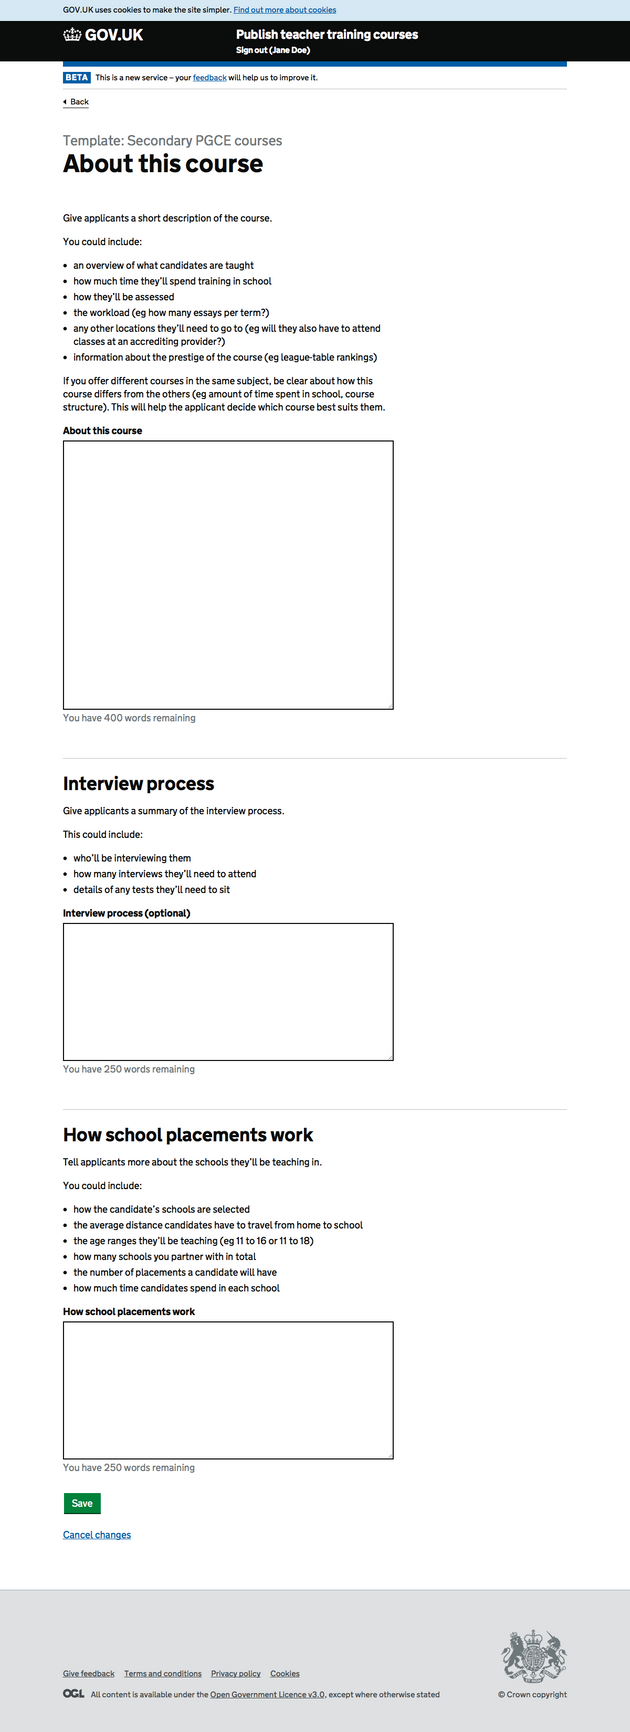 GOV.UK uses cookies to make the site simpler. Find out more about cookies
GOV.UK
Publish teacher training courses
Sign out (Jane Doe)
BETA This is a new service – your feedback will help us to improve it.
Back
Template: Secondary PGCE courses
About this course
Give applicants a short description of the course.
You could include:
• an overview of what candidates are taught
• how much time they'll spend training in school
• how they'll be assessed
• the workload (eg how many essays per term?)
• any other locations they'll need to go to (eg will they also have to attend
classes at an accrediting provider?)
• information about the prestige of the course (eg league-table rankings)
If you offer different courses in the same subject, be clear about how this
course differs from the others (eg amount of time spent in school, course
structure). This will help the applicant decide which course best suits them.
About this course
You have 400 words remaining
Interview process
Give applicants a summary of the interview process.
This could include:
• who'll be interviewing them
• how many interviews they'll need to attend
• details of any tests they'll need to sit
Interview process (optional)
You have 250 words remaining
How school placements work
Tell applicants more about the schools they'll be teaching in.
You could include:
• how the candidate's schools are selected
• the average distance candidates have to travel from home to school
• the age ranges they'll be teaching (eg 11 to 16 or 11 to 18)
• how many schools you partner with in total
• the number of placements a candidate will have
• how much time candidates spend in each school
How school placements work
You have 250 words remaining
Save
Cancel changes
Give feedback Terms and conditions Privacy policy Cookies
OGL All content is available under the Open Government Licence v3.0, except where otherwise stated
© Crown copyright